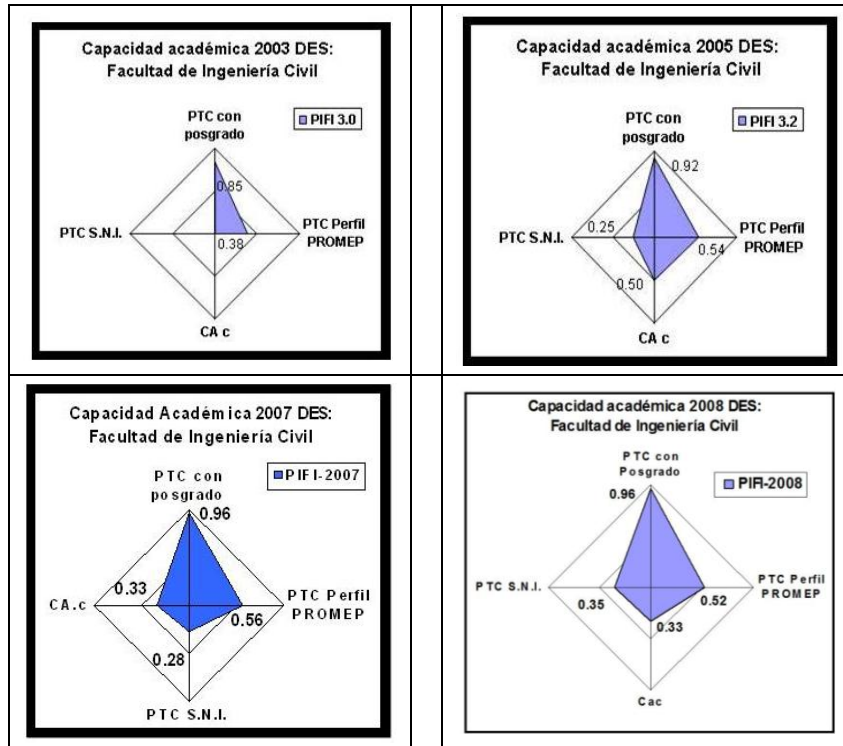 Capacidad académica 2003 DES:
Facultad de Ingeniería Civil
PIFI 3.0
PTC con
posgrado
0.85
PTC S.N.I.
PTC Perfil
PROMEP
0.38
CA c
Capacidad académica 2005 DES:
Facultad de Ingeniería Civil
PTC con
posgrado
PIFI 3.2
0.92
0.25
PTC S.N.I.
PTC Perfil
PROMEP
0.54
0.50
CA c
Capacidad Académica 2007 DES:
Facultad de Ingeniería Civil
PTC con
posgrado
PIFI-2007
0.96
0.33
CA.c
PTC Perfil
PROMEP
0.56
0.28
PTC S.N.I.
Capacidad académica 2008 DES:
Facultad de Ingeniería Civil
PTC con
Posgrado
PIFI-2008
0.96
PTC S.N.I.
PTC Perfil
PROMEP
0.35
0.52
0.33
Cac